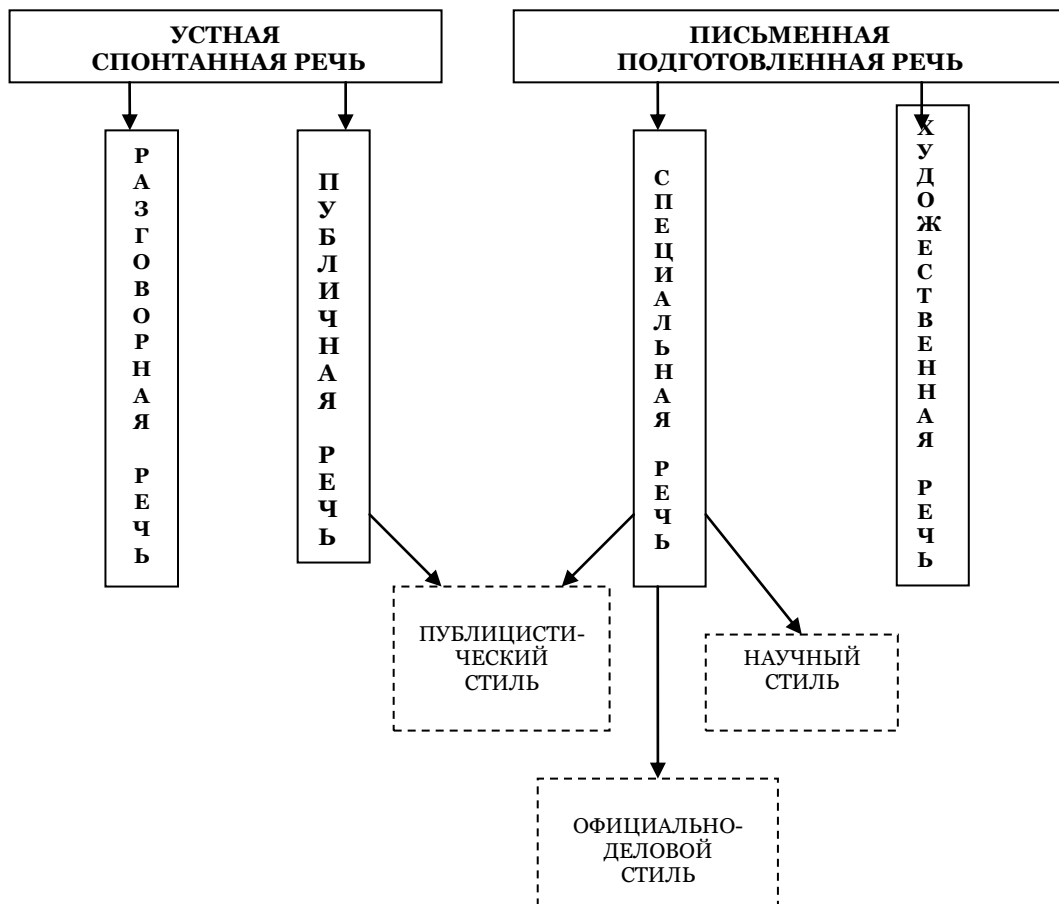 УСТНАЯ
СПОНТАННАЯ РЕЧЬ
ПИСЬМЕННАЯ
ПОДГОТОВЛЕННАЯ РЕЧЬ
РАЗГОВОРНАЯ РЕЧЬ
ПУБЛИЧНАЯ РЕЧЬ
СПЕЦИАЛЬНАЯ РЕЧЬ
ХУДОЖЕСТВЕННАЯ РЕЧЬ
ПУБЛИЦИСТИ-
ЧЕСКИЙ
СТИЛЬ
НАУЧНЫЙ
СТИЛЬ
ОФИЦИАЛЬНО-
ДЕЛОВОЙ
СТИЛЬ